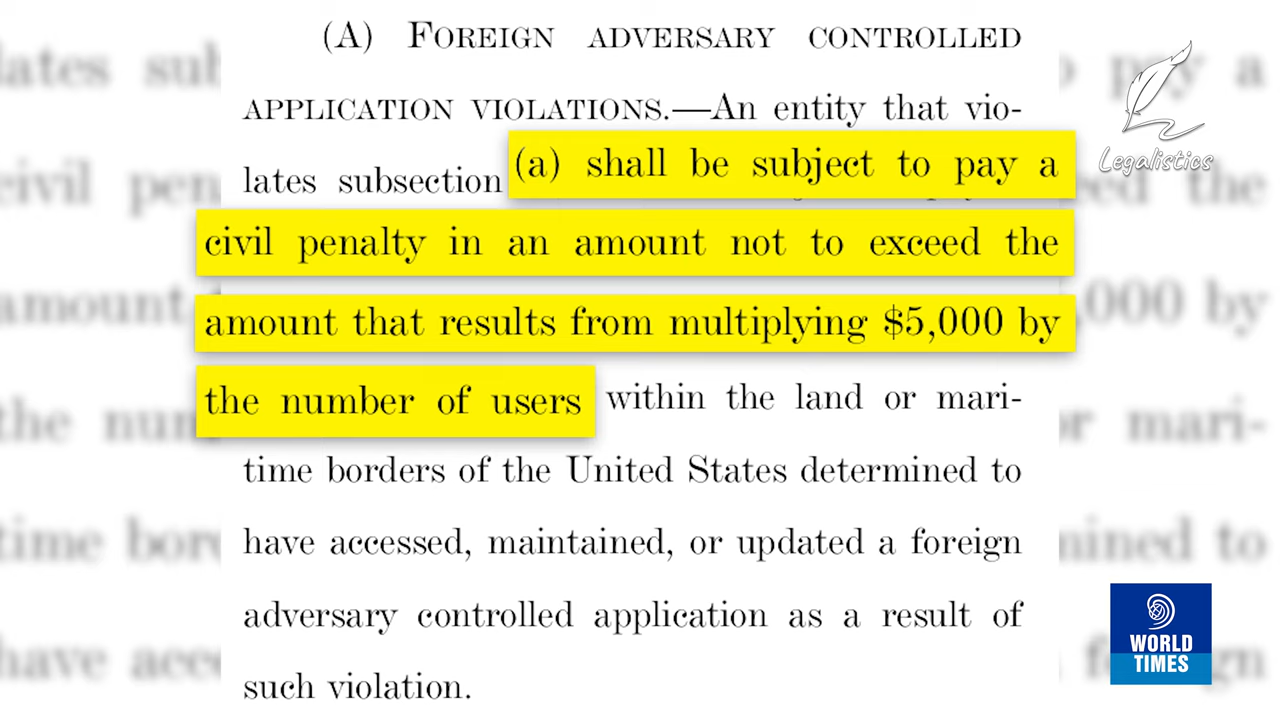 (A) FOREIGN ADVERSARY CONTROLLED
APPLICATION VIOLATIONS.—An entity that vio-
lates subsection (a) shall be subject to pay a
civil penalty in an amount not to exceed the
amount that results from multiplying $5,000 by
the number of users within the land or mari-
time borders of the United States determined to
have accessed, maintained, or updated a foreign
adversary controlled application as a result of
such violation.
Legalistics
WORLD
TIMES